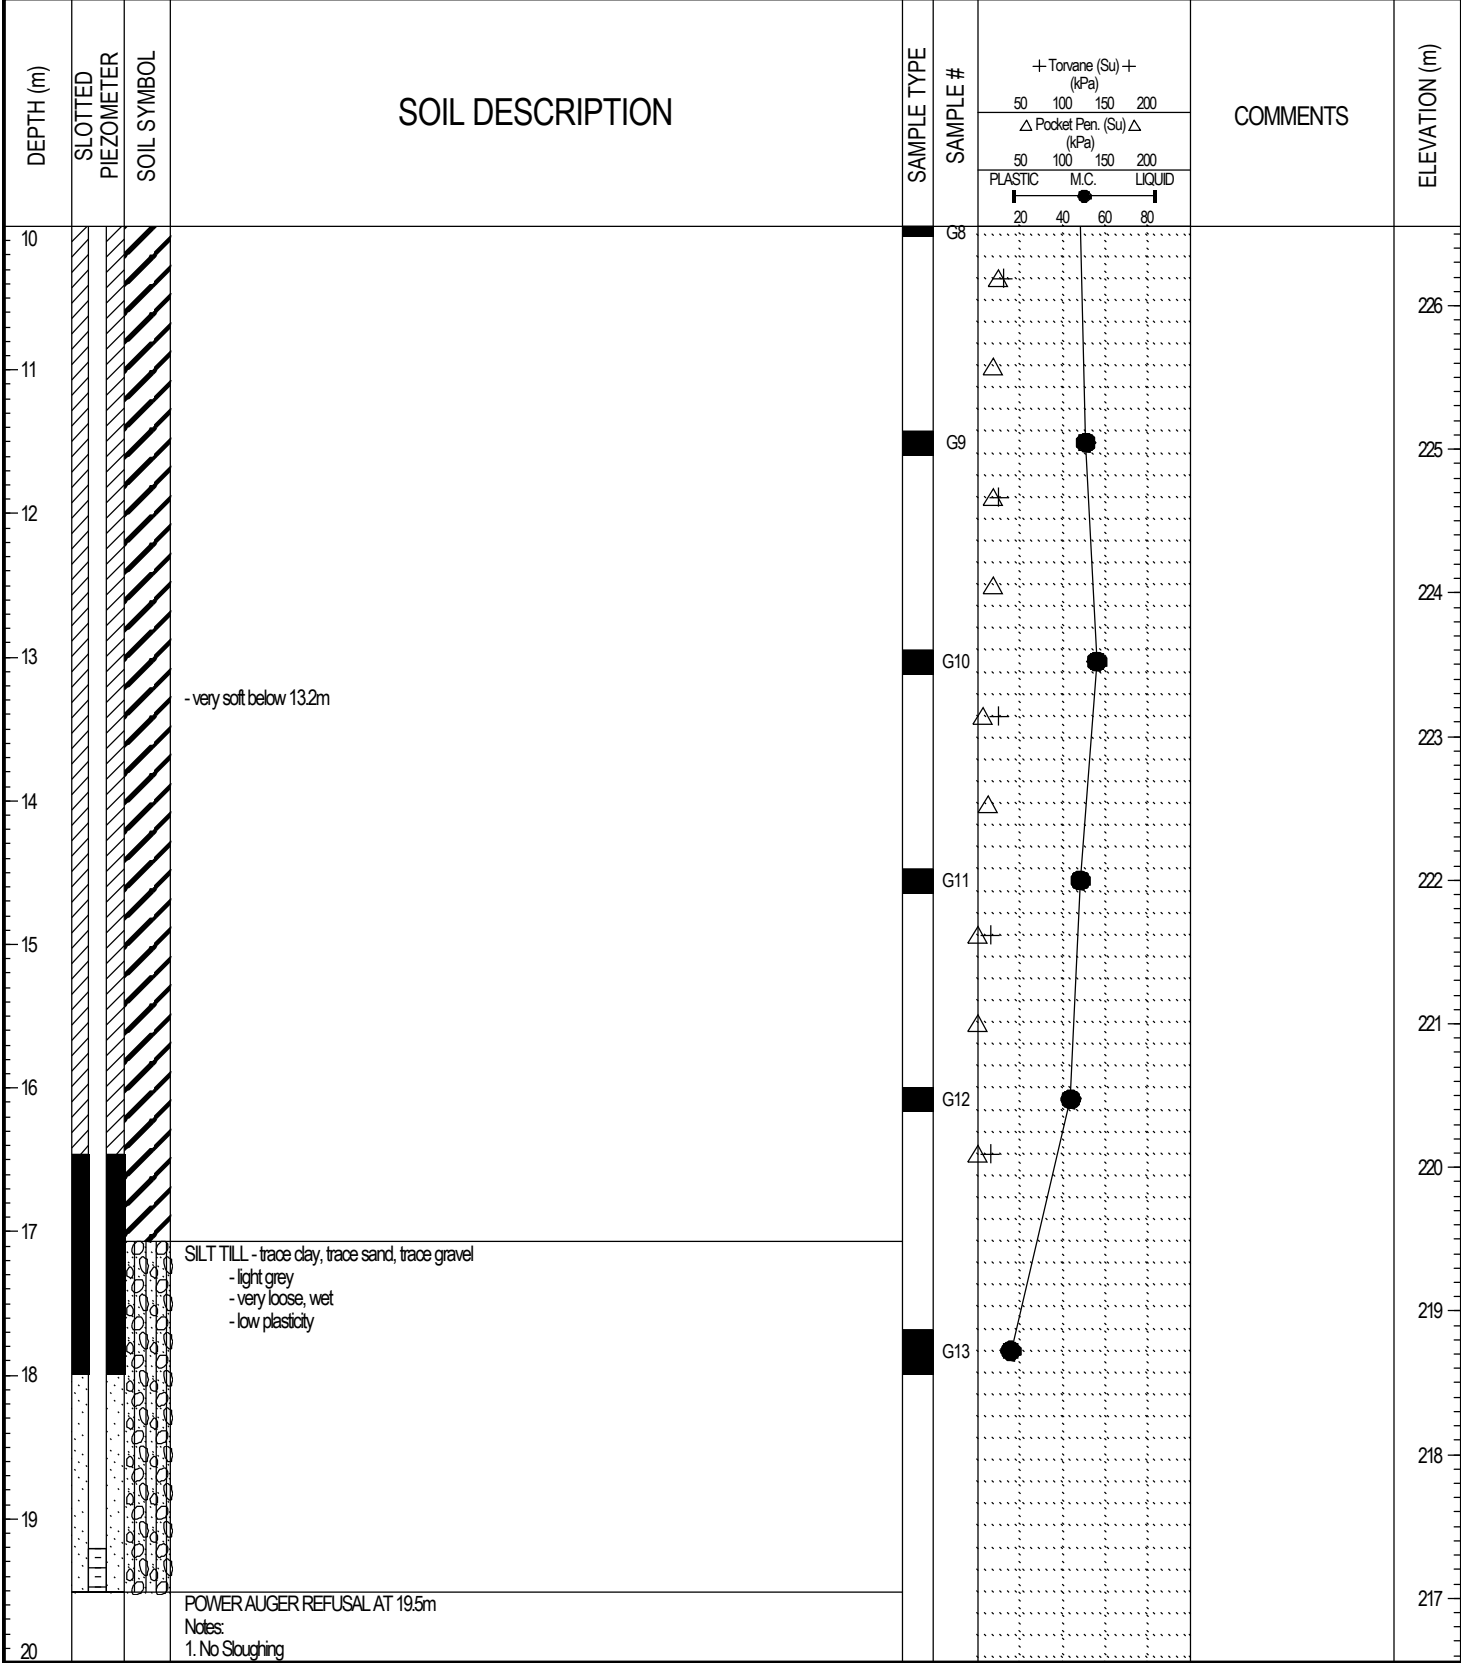 DEPTH (m)
SLOTTED
PIEZOMETER
SOIL SYMBOL
SOIL DESCRIPTION
SAMPLE TYPE
SAMPLE #
Torvane (Su)
(kPa)
50 100 150 200
Pocket Pen. (Su)
(kPa)
50 100 150 200
PLASTIC M.C. LIQUID
20 40 60 80
COMMENTS
ELEVATION (m)
10
G8
226
11
G9
225
12
224
13
G10
- very soft below 13.2m
223
14
G11
222
15
221
16
G12
220
17
SILT TILL - trace clay, trace sand, trace gravel
- light grey
- very loose, wet
- low plasticity
219
G13
18
218
19
217
POWER AUGER REFUSAL AT 19.5m
Notes:
1. No Sloughing
20